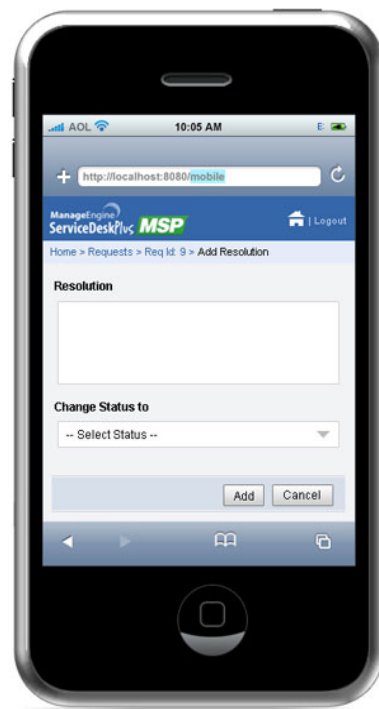 AOL 10:05 AM E:
http://localhost:8080/mobile
ManageEngine
ServiceDeskPlus MSP | Logout
Home > Requests > Req Id: 9 > Add Resolution
Resolution
Change Status to
-- Select Status --
Add Cancel